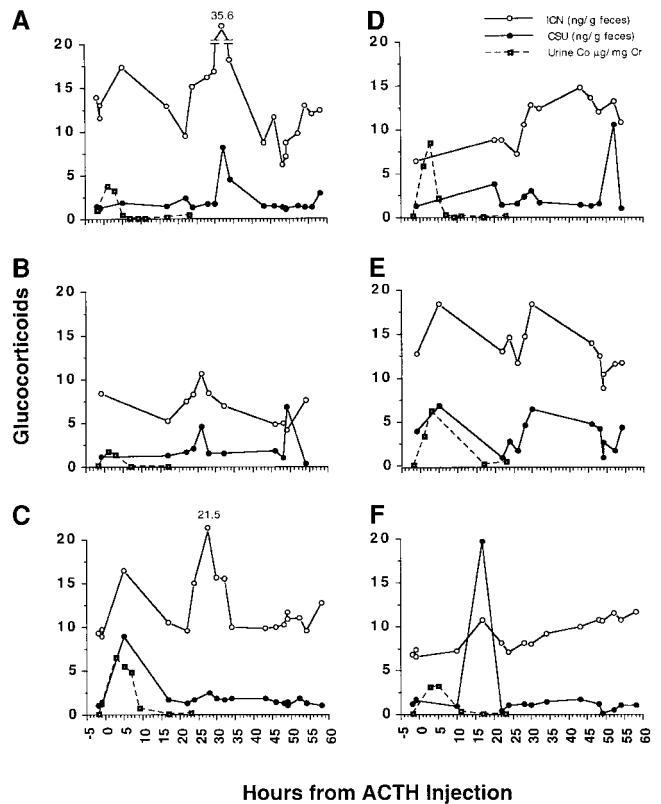 A
35.6
20
15
10
5
0
D
ICN (ng/ g feces)
CSU (ng/ g feces)
Urine Co µg/ mg Cr
20
15
10
5
0
B
20
15
10
5
0
E
20
15
10
5
0
Glucocorticoids
C
21.5
20
15
10
5
0
-5 0 5 10 15 20 25 30 35 40 45 50 55 60
F
20
15
10
5
0
-5 0 5 10 15 20 25 30 35 40 45 50 55 60
Hours from ACTH Injection